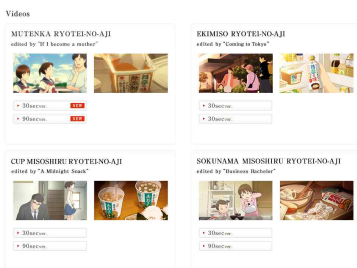 Videos
MUTENKA RYOTEI-NO-AJI
edited by "If I become a mother"
30sec ver. NEW
90sec ver. NEW
EKIMISO RYOTEI-NO-AJI
edited by "Coming to Tokyo"
30sec ver.
30sec ver.
CUP MISOSHIRU RYOTEI-NO-AJI
edited by "A Midnight Snack"
30sec ver.
90sec ver.
SOKUNAMA MISOSHIRU RYOTEI-NO-AJI
edited by "Business Bachelor"
30sec ver.
90sec ver.